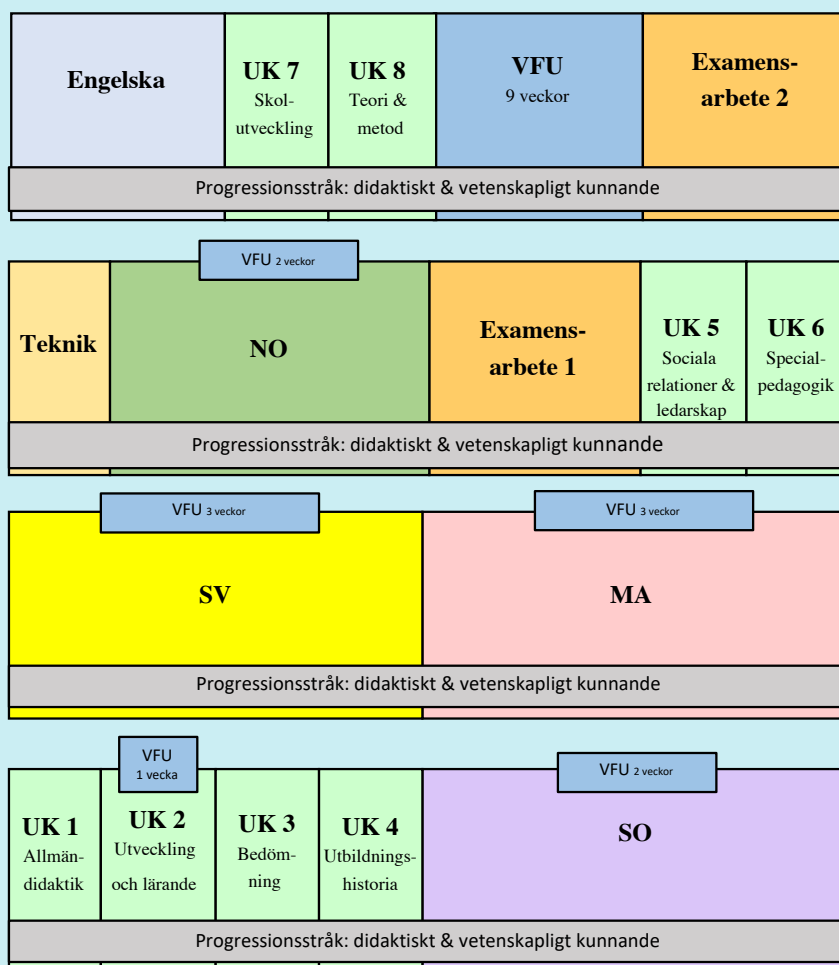 Engelska
UK 7
Skol-
utveckling
UK 8
Teori &
metod
VFU
9 veckor
Examens-
arbete 2
Progressionsstråk: didaktiskt & vetenskapligt kunnande
VFU 2 veckor
Teknik
NO
Examens-
arbete 1
UK 5
Sociala
relationer &
ledarskap
UK 6
Special-
pedagogik
Progressionsstråk: didaktiskt & vetenskapligt kunnande
VFU 3 veckor
VFU 3 veckor
SV
MA
Progressionsstråk: didaktiskt & vetenskapligt kunnande
VFU
1 vecka
VFU 2 veckor
UK 1
Allmän-
didaktik
UK 2
Utveckling
och lärande
UK 3
Bedöm-
ning
UK 4
Utbildnings-
historia
SO
Progressionsstråk: didaktiskt & vetenskapligt kunnande